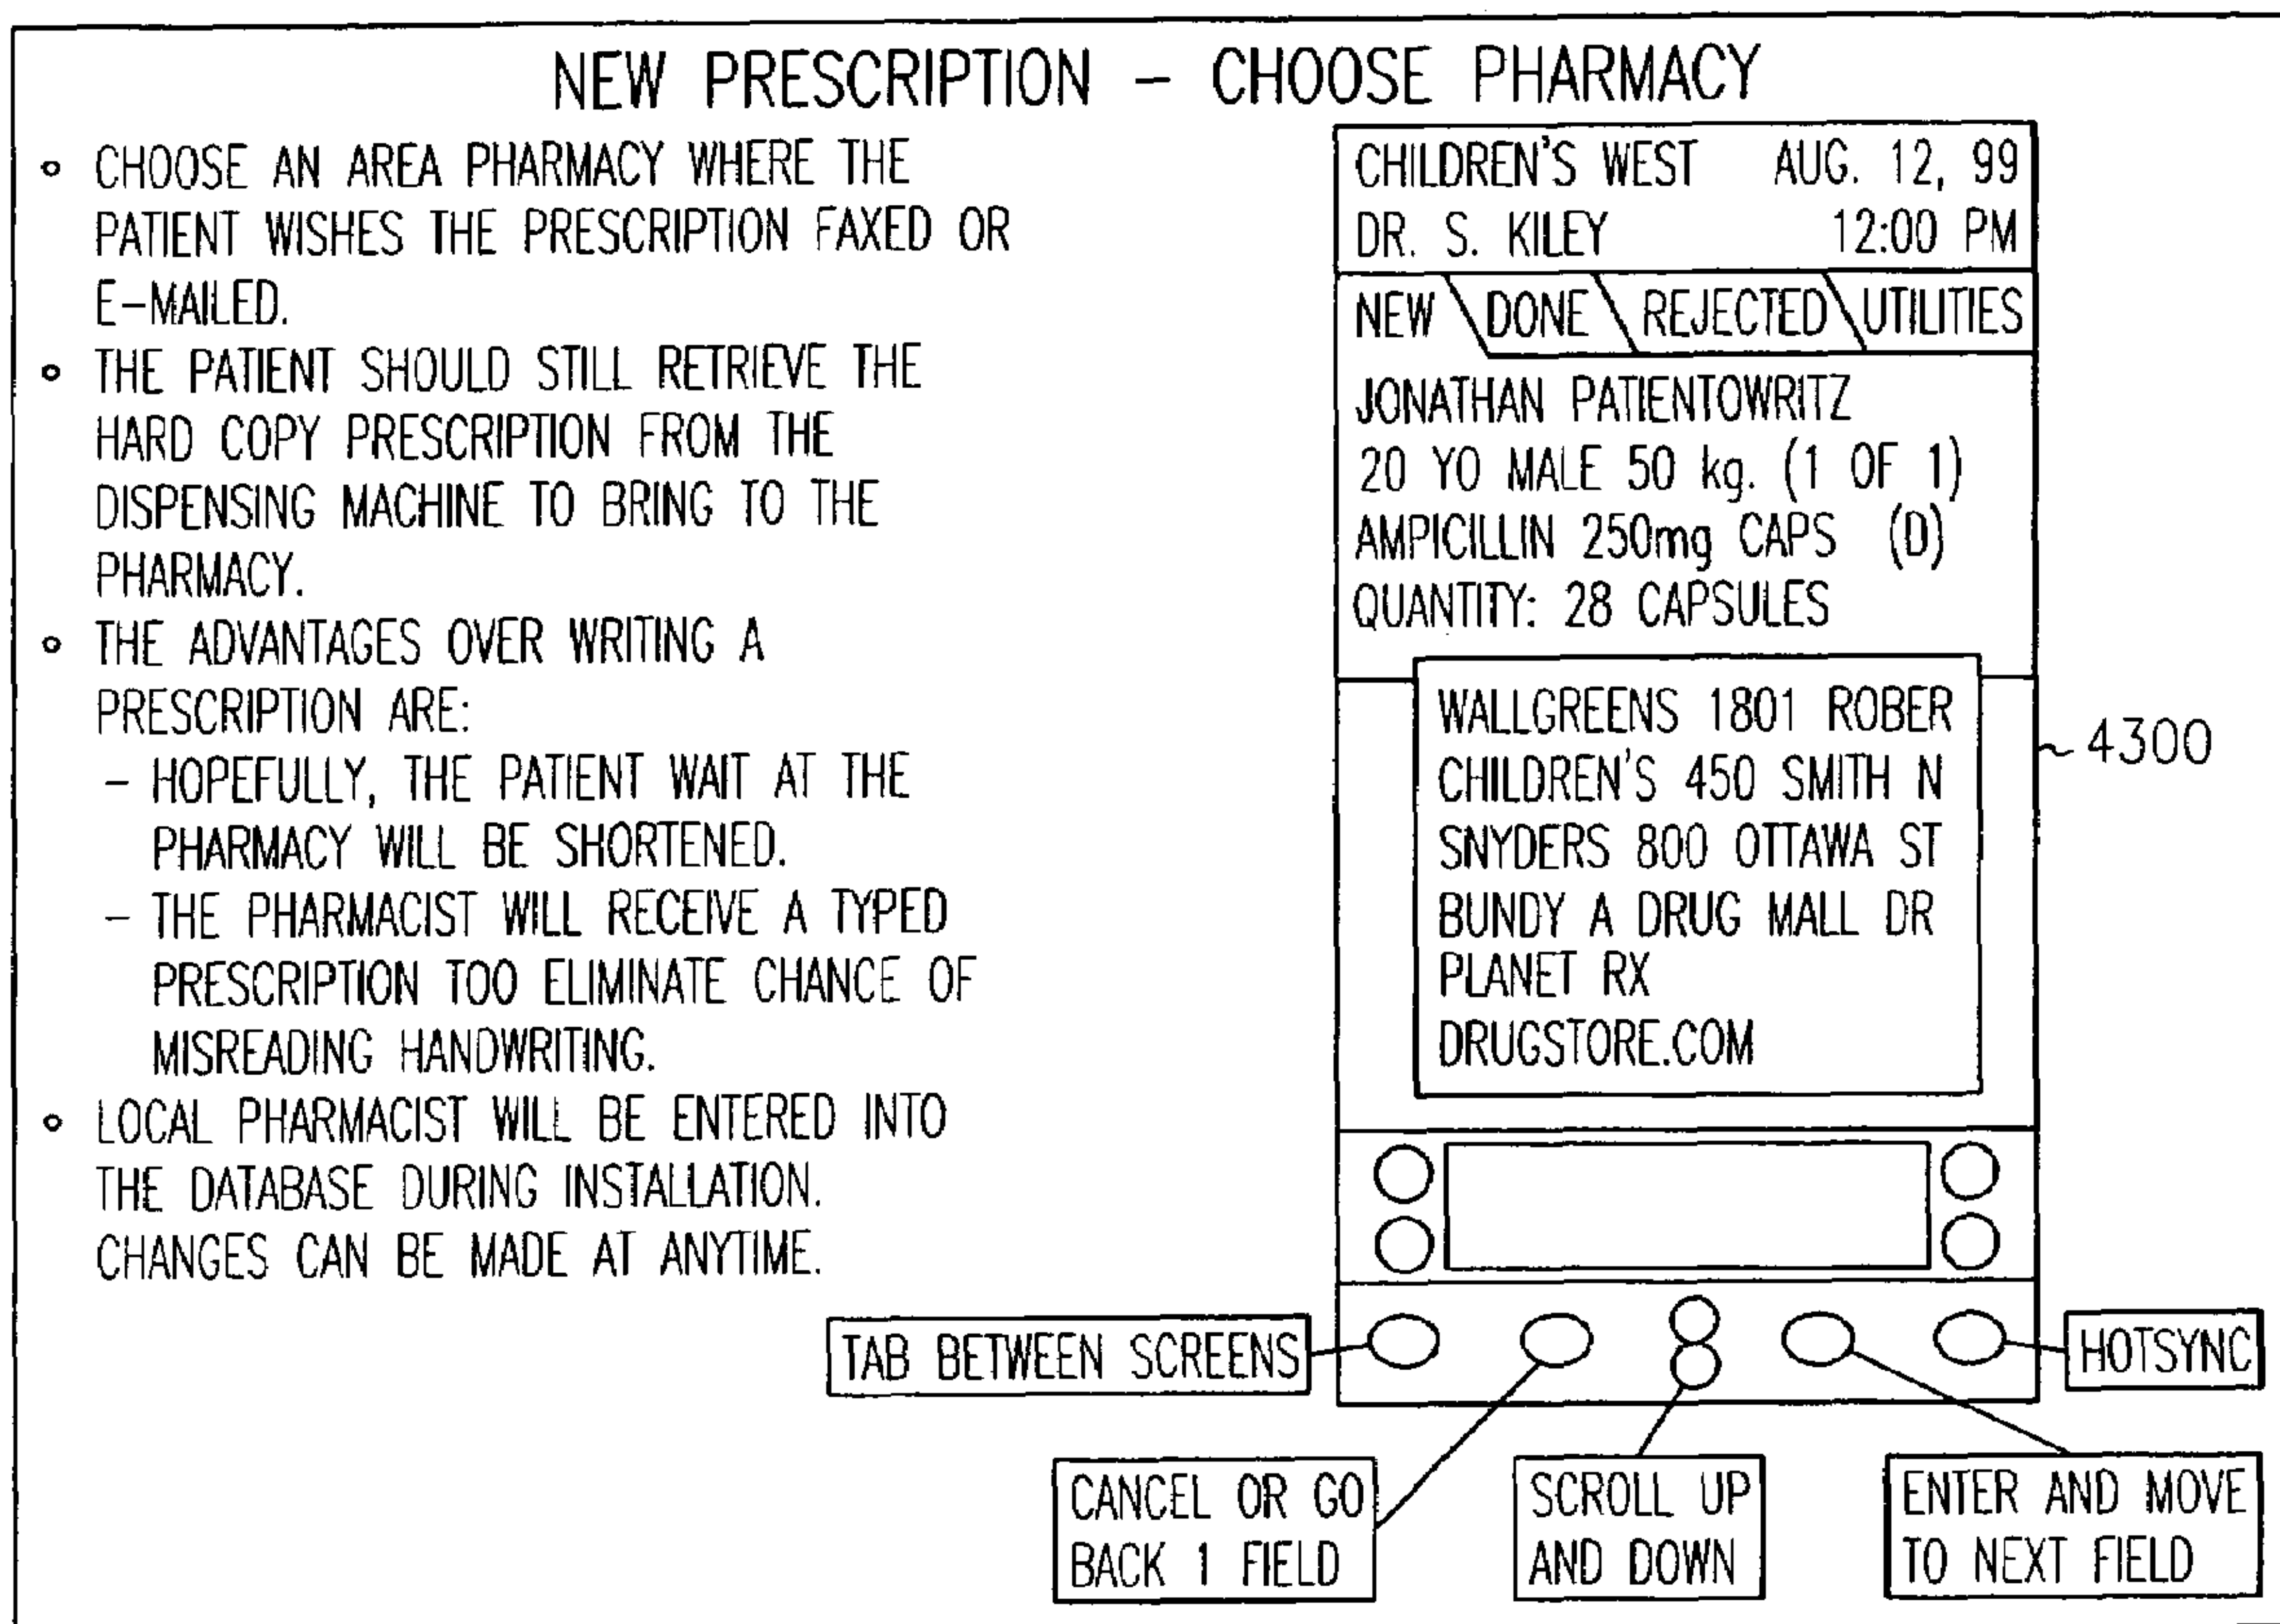 NEW PRESCRIPTION – CHOOSE PHARMACY
∘ CHOOSE AN AREA PHARMACY WHERE THE
PATIENT WISHES THE PRESCRIPTION FAXED OR
E–MAILED.
∘ THE PATIENT SHOULD STILL RETRIEVE THE
HARD COPY PRESCRIPTION FROM THE
DISPENSING MACHINE TO BRING TO THE
PHARMACY.
∘ THE ADVANTAGES OVER WRITING A
PRESCRIPTION ARE:
– HOPEFULLY, THE PATIENT WAIT AT THE
PHARMACY WILL BE SHORTENED.
– THE PHARMACIST WILL RECEIVE A TYPED
PRESCRIPTION TOO ELIMINATE CHANCE OF
MISREADING HANDWRITING.
∘ LOCAL PHARMACIST WILL BE ENTERED INTO
THE DATABASE DURING INSTALLATION.
CHANGES CAN BE MADE AT ANYTIME.
CHILDREN'S WEST AUG. 12, 99
DR. S. KILEY 12:00 PM
NEW DONE REJECTED UTILITIES
JONATHAN PATIENTOWRITZ
20 YO MALE 50 kg. (1 OF 1)
AMPICILLIN 250mg CAPS (D)
QUANTITY: 28 CAPSULES
WALLGREENS 1801 ROBER
CHILDREN'S 450 SMITH N
SNYDERS 800 OTTAWA ST
BUNDY A DRUG MALL DR
PLANET RX
DRUGSTORE.COM
4300
TAB BETWEEN SCREENS
HOTSYNC
CANCEL OR GO
BACK 1 FIELD
SCROLL UP
AND DOWN
ENTER AND MOVE
TO NEXT FIELD